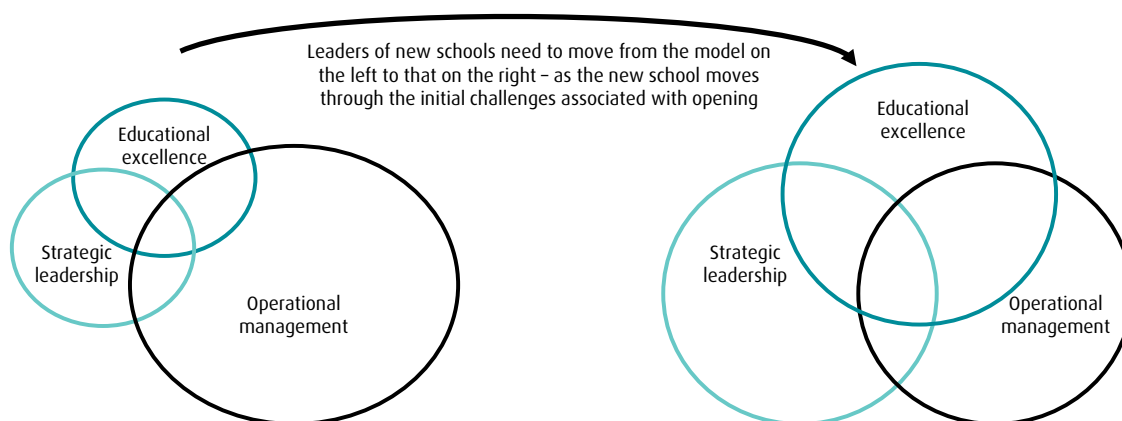 Leaders of new schools need to move from the model on
the left to that on the right – as the new school moves
through the initial challenges associated with opening
Educational
excellence
Strategic
leadership
Operational
management
Educational
excellence
Strategic
leadership
Operational
management